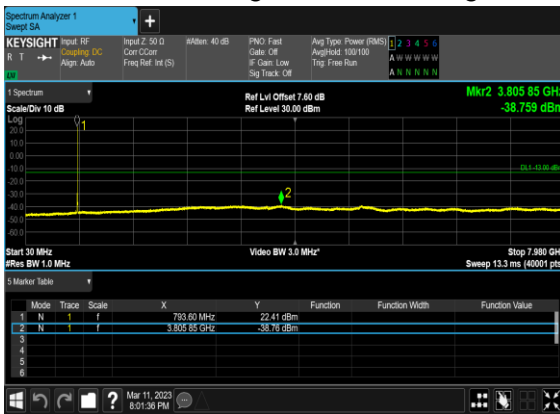 Spectrum Analyzer 1
Swept SA
+
KEYSIGHT Input: RF Input Z: 50 Ω #Atten: 40 dB PNO: Fast Avg Type: Power (RMS) 1 2 3 4 5 6
R T Coupling: DC Corr CCorr Gate: Off Avg|Hold: 100/100 A W W W W W
Align: Auto Freq Ref: Int (S) IF Gain: Low Trig: Free Run
Sig Track: Off A N N N N N
LW
1 Spectrum Ref Lvl Offset 7.60 dB Mkr2 3.805 85 GHz
Scale/Div 10 dB Ref Level 30.00 dBm -38.759 dBm
Log
20.0 1
10.0
0.00
-10.0 DL1 -13.00 dBm
-20.0
-30.0 2
-40.0
-50.0
-60.0
Start 30 MHz Video BW 3.0 MHz* Stop 7.980 GHz
#Res BW 1.0 MHz Sweep 13.3 ms (40001 pts)
5 Marker Table
Mode Trace Scale X Y Function Function Width Function Value
1 N 1 f 793.60 MHz 22.41 dBm
2 N 1 f 3.805 85 GHz -38.76 dBm
3
4
5
6
? Mar 11, 2023
8:01:36 PM